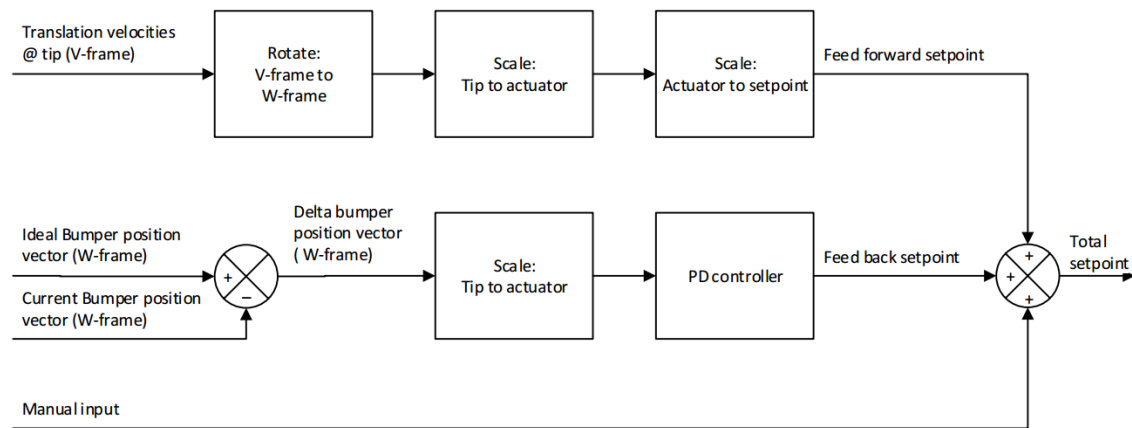 Translation velocities
@ tip (V-frame)
Rotate:
V-frame to
W-frame
Scale:
Tip to actuator
Scale:
Actuator to setpoint
Feed forward setpoint
Ideal Bumper position
vector (W-frame)
Current Bumper position
vector (W-frame)
+
−
Delta bumper
position vector
( W-frame)
Scale:
Tip to actuator
PD controller
Feed back setpoint
+
+
+
Total
setpoint
Manual input